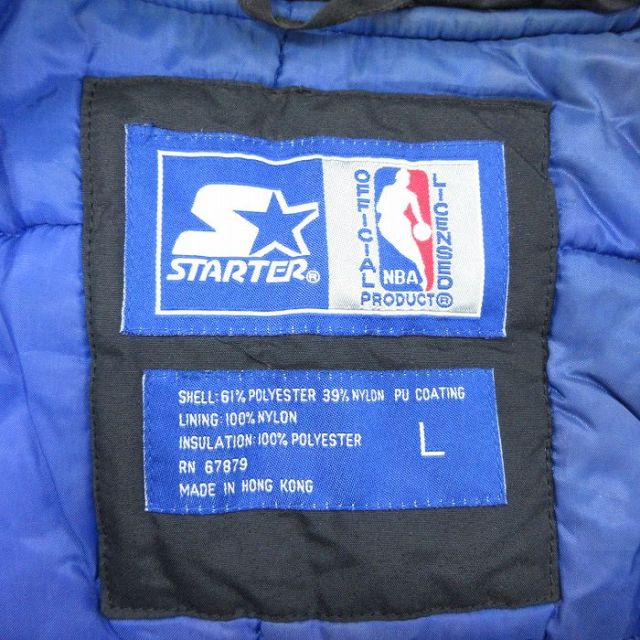 S
STARTER®
OFFICIAL
LICENSED
NBA
PRODUCT®
SHELL: 61% POLYESTER 39% NYLON PU COATING
LINING: 100% NYLON
INSULATION: 100% POLYESTER
RN 67879
MADE IN HONG KONG
L